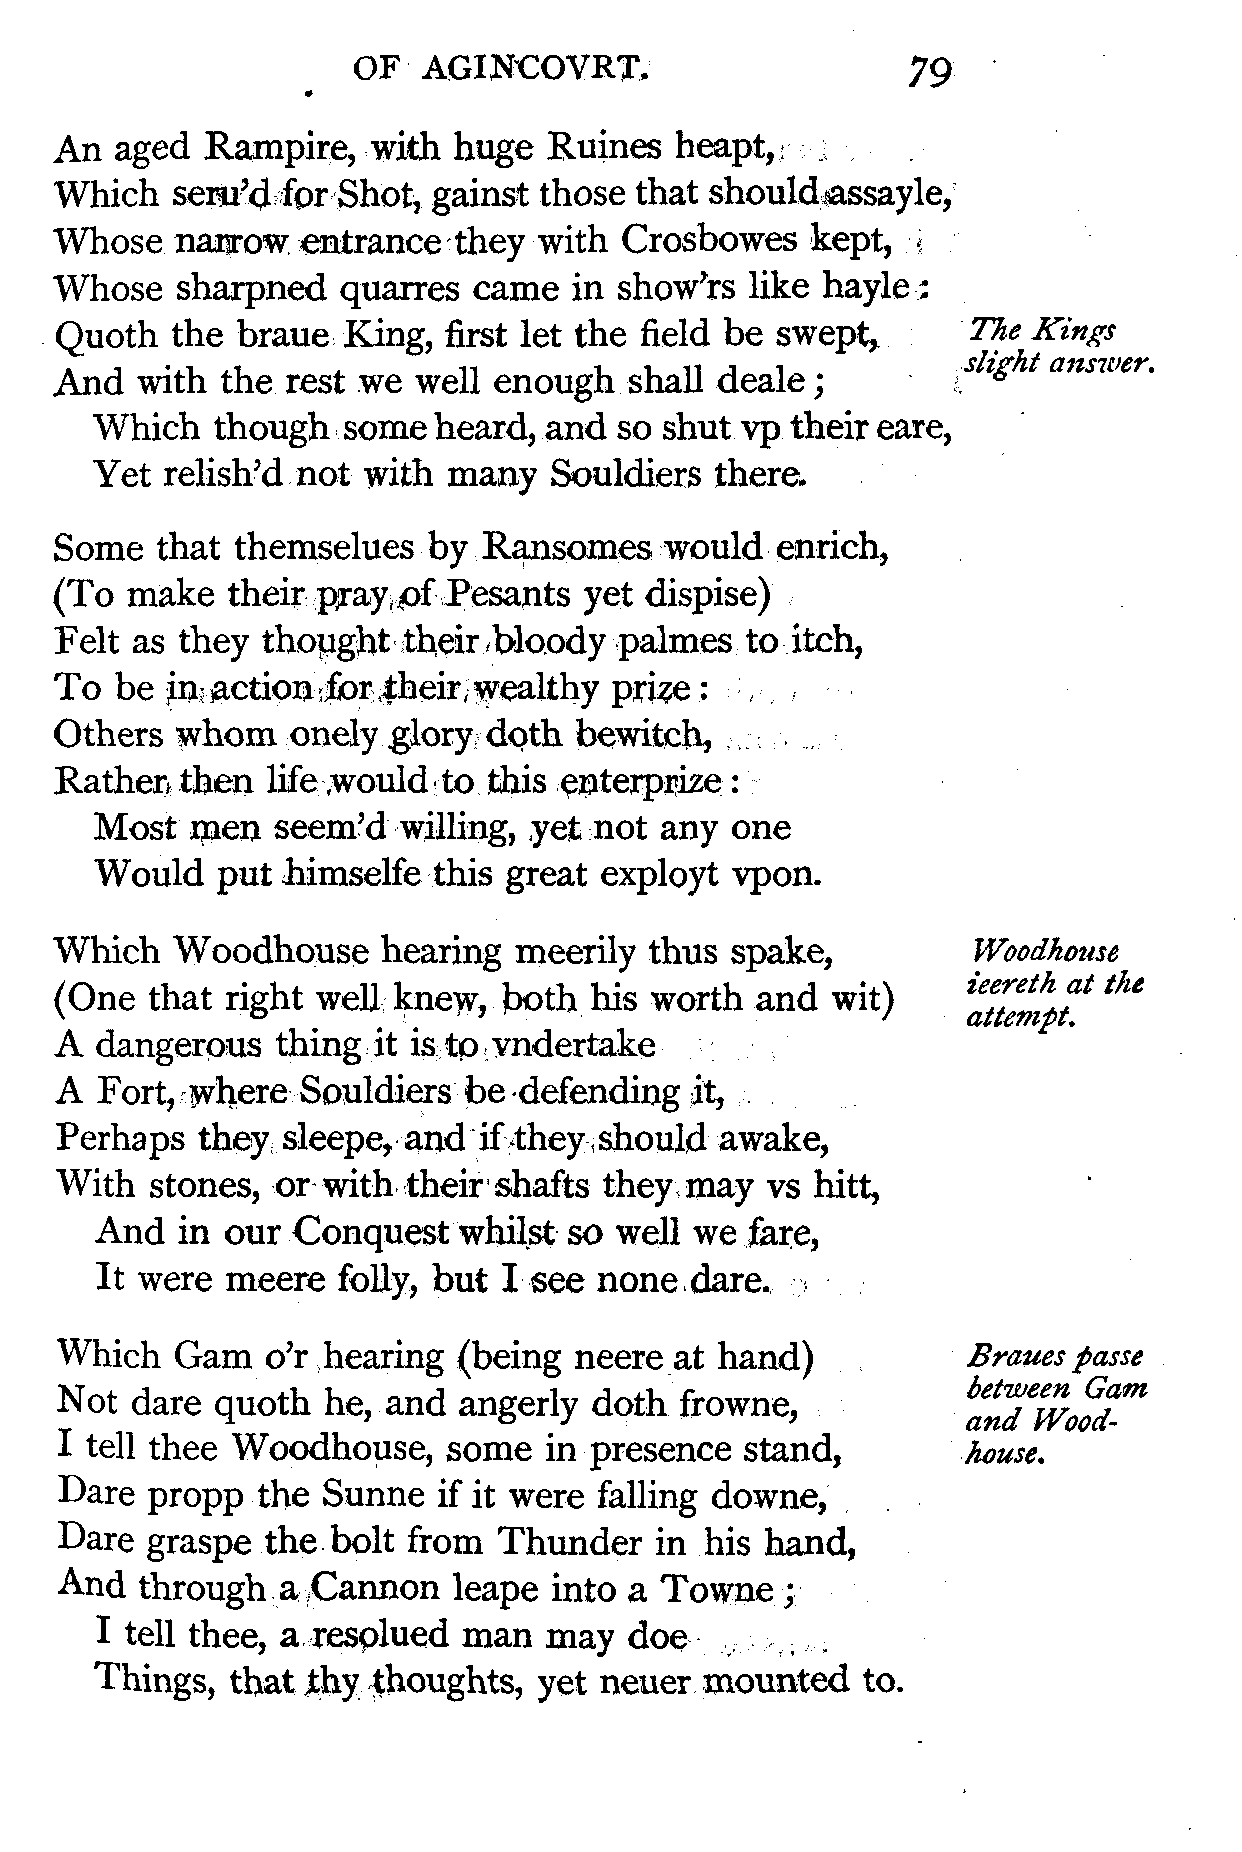 OF AGINCOVRT. 79
An aged Rampire, with huge Ruines heapt,
Which seru'd for Shot, gainst those that should assayle,
Whose narrow entrance they with Crosbowes kept,
Whose sharpned quarres came in show'rs like hayle :
Quoth the braue King, first let the field be swept,
And with the rest we well enough shall deale ;
Which though some heard, and so shut vp their eare,
Yet relish'd not with many Souldiers there.
The Kings
slight answer.
Some that themselues by Ransomes would enrich,
(To make their pray of Pesants yet dispise)
Felt as they thought their bloody palmes to itch,
To be in action for their wealthy prize :
Others whom onely glory doth bewitch,
Rather then life would to this enterprize :
Most men seem'd willing, yet not any one
Would put himselfe this great exployt vpon.
Which Woodhouse hearing meerily thus spake,
(One that right well knew, both his worth and wit)
A dangerous thing it is to vndertake
A Fort, where Souldiers be defending it,
Perhaps they sleepe, and if they should awake,
With stones, or with their shafts they may vs hitt,
And in our Conquest whilst so well we fare,
It were meere folly, but I see none dare.
Woodhouse
ieereth at the
attempt.
Which Gam o'r hearing (being neere at hand)
Not dare quoth he, and angerly doth frowne,
I tell thee Woodhouse, some in presence stand,
Dare propp the Sunne if it were falling downe,
Dare graspe the bolt from Thunder in his hand,
And through a Cannon leape into a Towne ;
I tell thee, a resolued man may doe
Things, that thy thoughts, yet neuer mounted to.
Braues passe
between Gam
and Wood-
house.